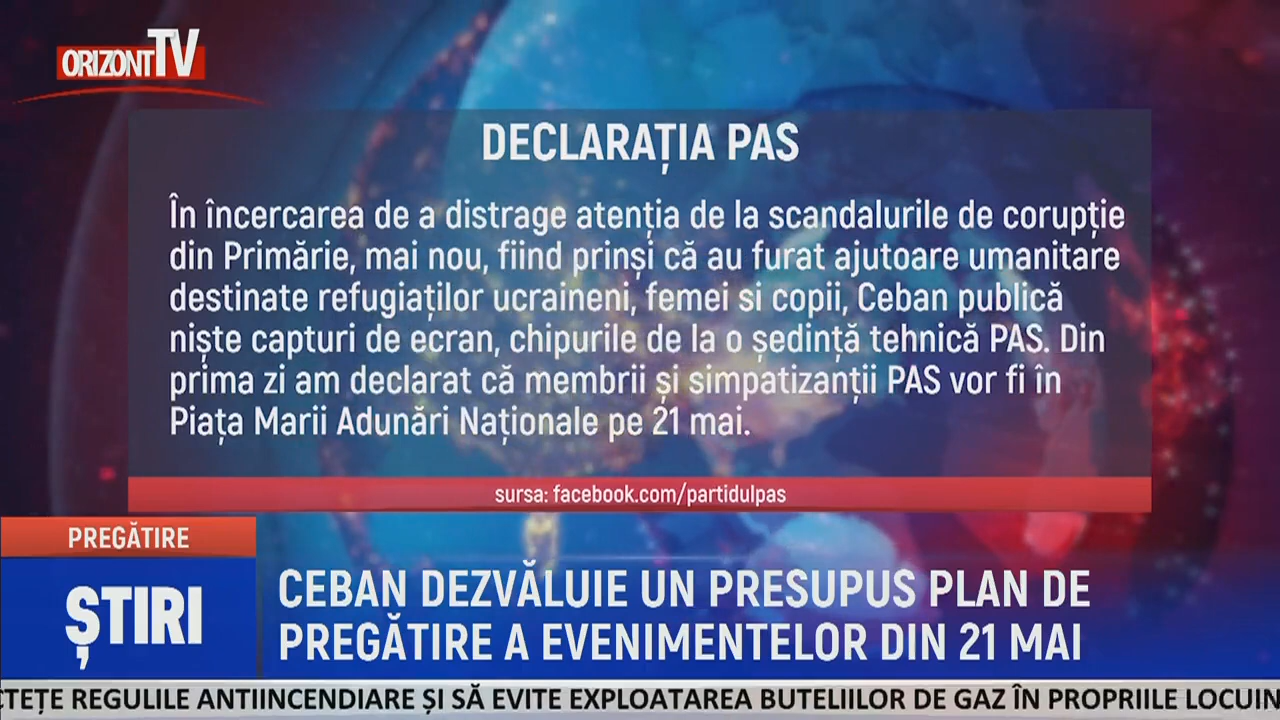 ORIZONT TV
DECLARAȚIA PAS
În încercarea de a distrage atenția de la scandalurile de corupție
din Primărie, mai nou, fiind prinși că au furat ajutoare umanitare
destinate refugiaților ucraineni, femei si copii, Ceban publică
niște capturi de ecran, chipurile de la o ședință tehnică PAS. Din
prima zi am declarat că membrii și simpatizanții PAS vor fi în
Piața Marii Adunări Naționale pe 21 mai.
sursa: facebook.com/partidulpas
PREGĂTIRE
ȘTIRI
CEBAN DEZVĂLUIE UN PRESUPUS PLAN DE
PREGĂTIRE A EVENIMENTELOR DIN 21 MAI
CTEȚE REGULILE ANTIINCENDIARE ȘI SĂ EVITE EXPLOATAREA BUTELIILOR DE GAZ ÎN PROPRIILE LOCUIN